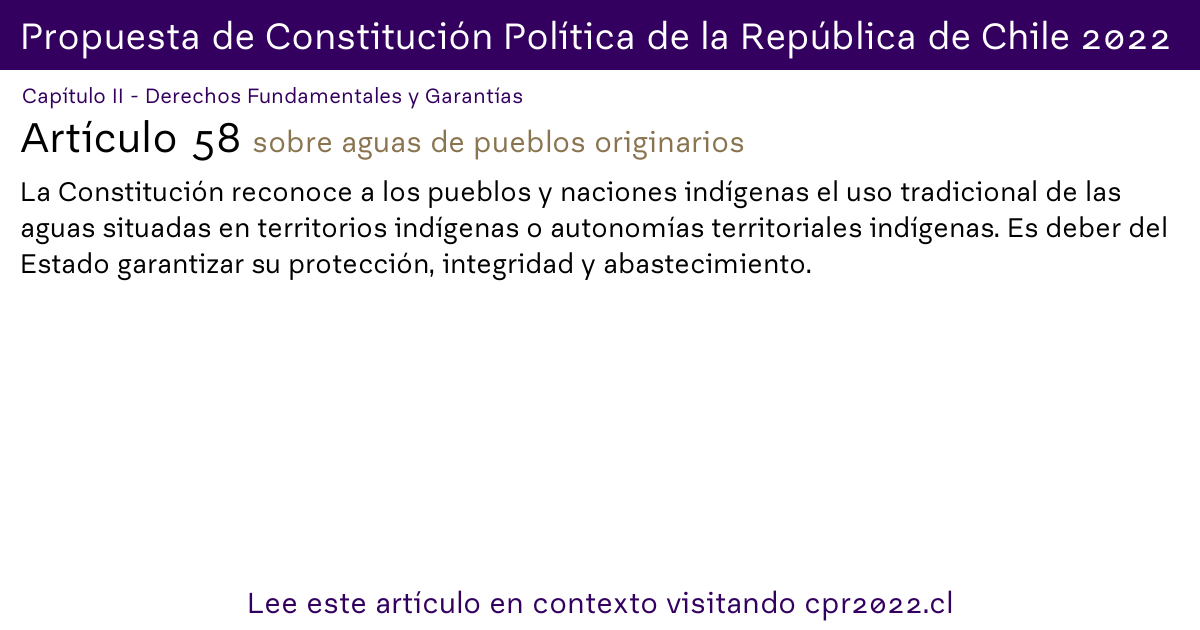 Propuesta de Constitución Política de la República de Chile 2022
Capítulo II - Derechos Fundamentales y Garantías
Artículo 58 sobre aguas de pueblos originarios
La Constitución reconoce a los pueblos y naciones indígenas el uso tradicional de las
aguas situadas en territorios indígenas o autonomías territoriales indígenas. Es deber del
Estado garantizar su protección, integridad y abastecimiento.
Lee este artículo en contexto visitando cpr2022.cl